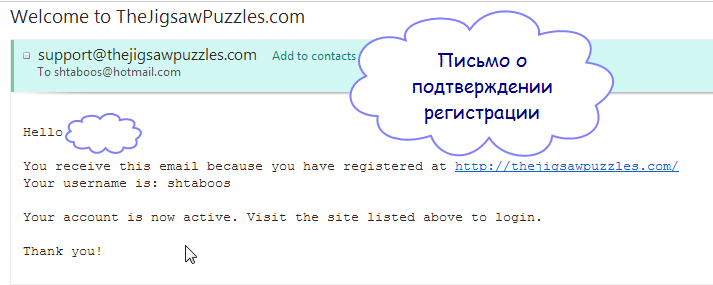 Welcome to TheJigsawPuzzles.com
support@thejigsawpuzzles.com Add to contacts
To shtaboos@hotmail.com
Письмо о
подтверждении
регистрации
Hello
You receive this email because you have registered at http://thejigsawpuzzles.com/
Your username is: shtaboos
Your account is now active. Visit the site listed above to login.
Thank you!